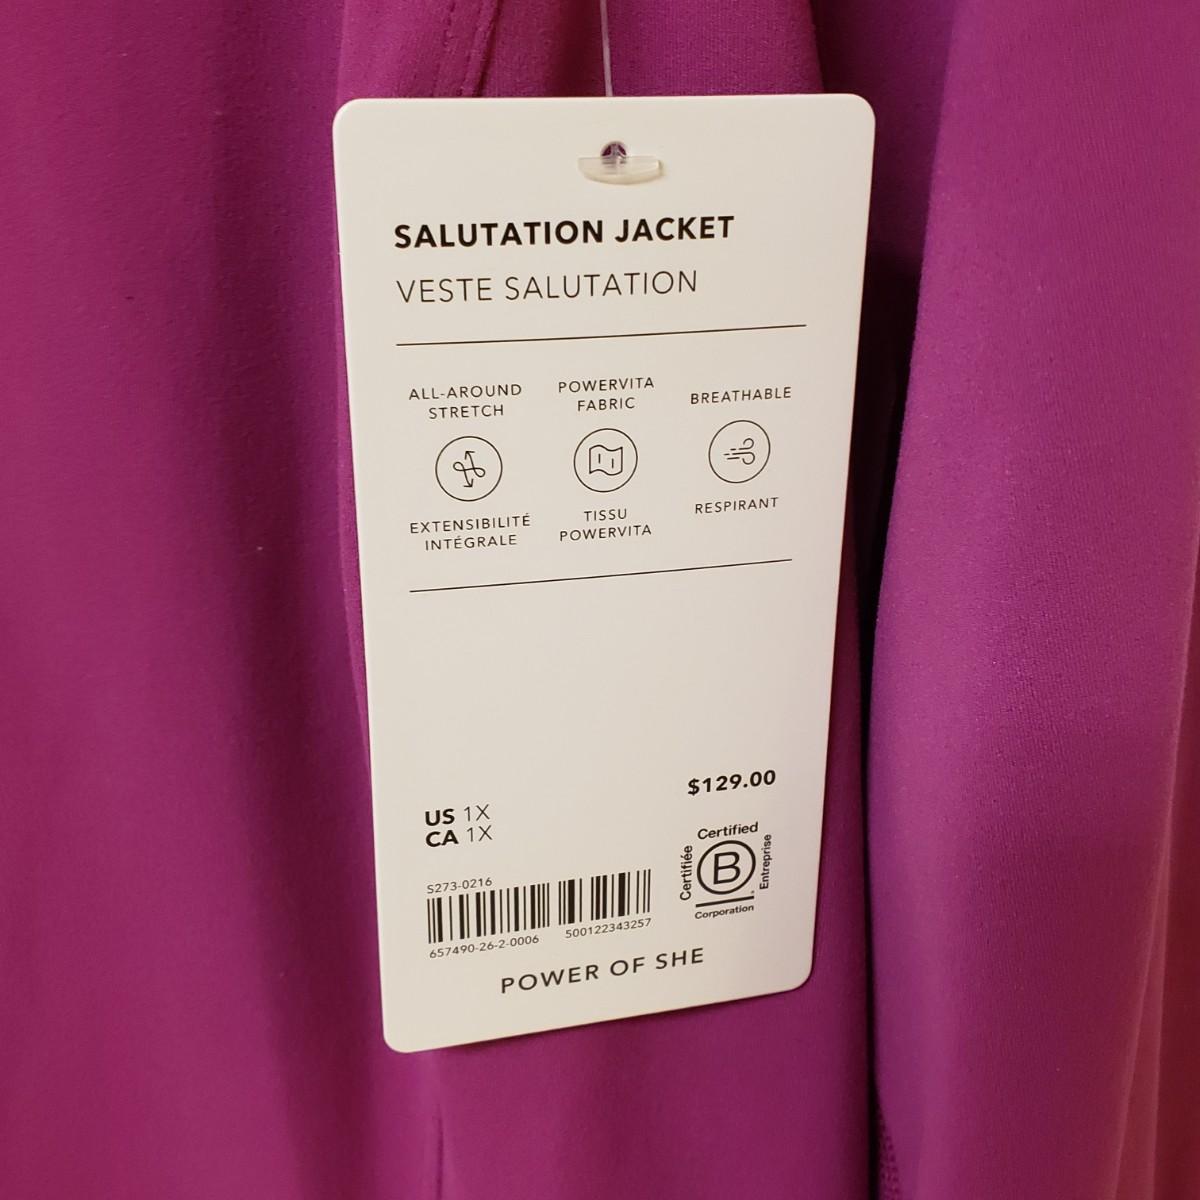 SALUTATION JACKET
VESTE SALUTATION
ALL-AROUND
STRETCH
EXTENSIBILITÉ
INTÉGRALE
POWERVITA
FABRIC
TISSU
POWERVITA
BREATHABLE
RESPIRANT
$129.00
US 1X
CA 1X
S273-0216
657490-26-2-0006 500122343257
Certified
Certifiée
B
Entreprise
Corporation
POWER OF SHE